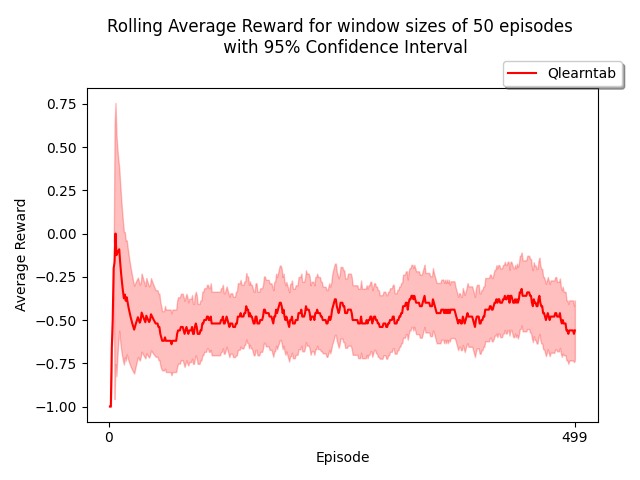 Rolling Average Reward for window sizes of 50 episodes
with 95% Confidence Interval
Qlearntab
0.75
0.50
0.25
0.00
−0.25
−0.50
−0.75
−1.00
Average Reward
0
499
Episode